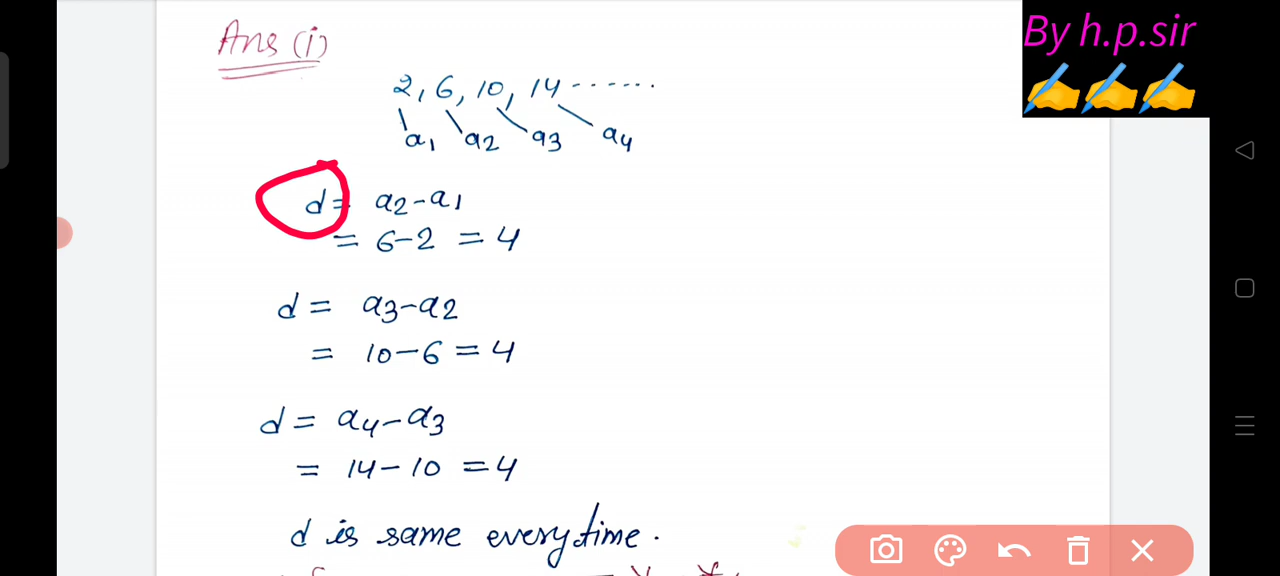 By h.p.sir
Ans (i)
2, 6, 10, 14 ------.
a1 a2 a3 a4
d = a2-a1
= 6-2 = 4
d = a3-a2
= 10-6 = 4
d = a4-a3
= 14-10 = 4
d is same everytime.